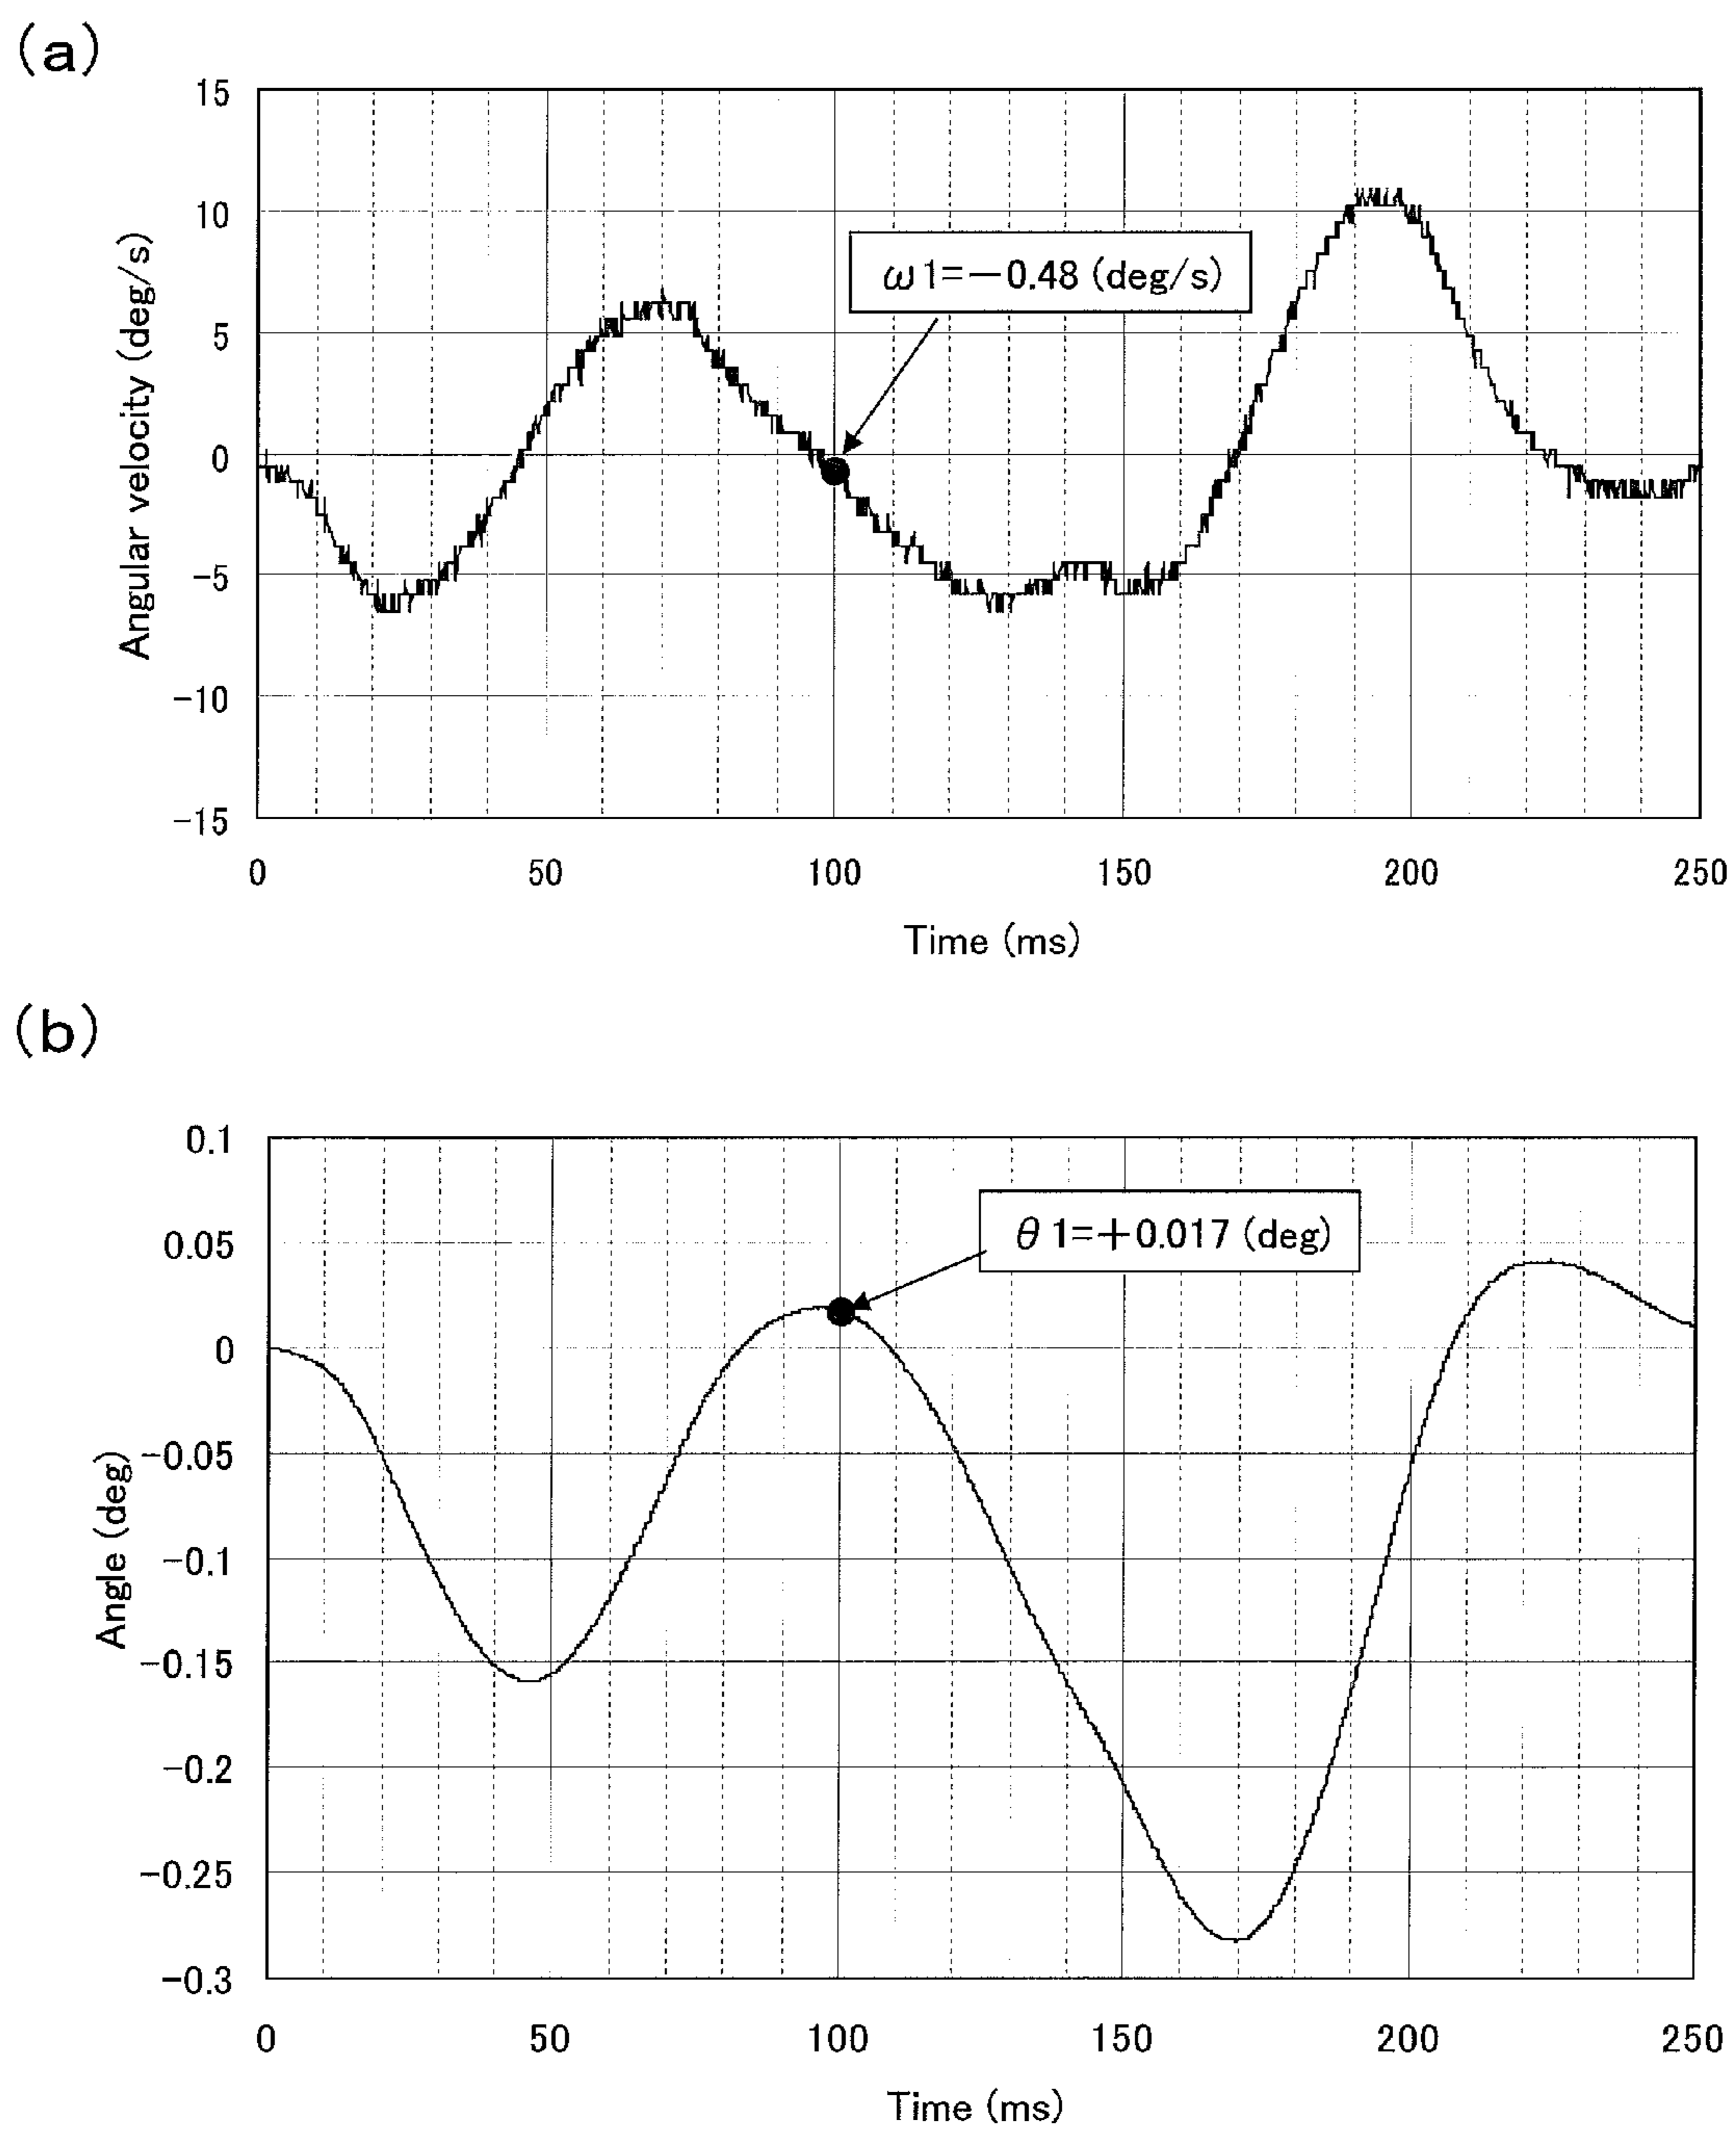 (a)
15
10
5
0
−5
−10
−15
Angular velocity (deg/s)
ω1=−0.48 (deg/s)
0 50 100 150 200 250
Time (ms)
(b)
0.1
0.05
0
−0.05
−0.1
−0.15
−0.2
−0.25
−0.3
Angle (deg)
θ1=+0.017 (deg)
0 50 100 150 200 250
Time (ms)